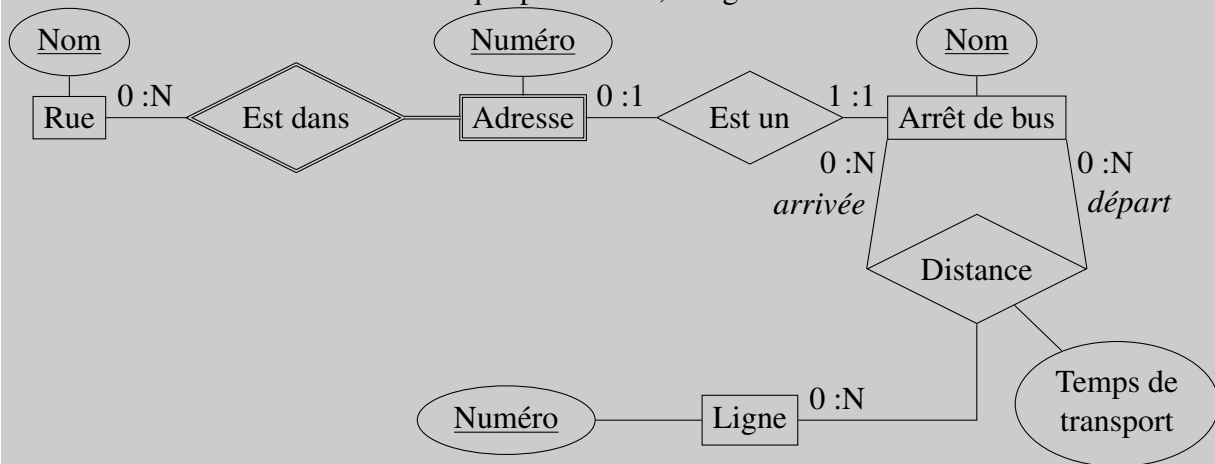 Nom
Numéro
Nom
Rue
0 :N
Est dans
Adresse
0 :1
Est un
1 :1
Arrêt de bus
0 :N
arrivée
0 :N
départ
Distance
Temps de
transport
Numéro
Ligne
0 :N